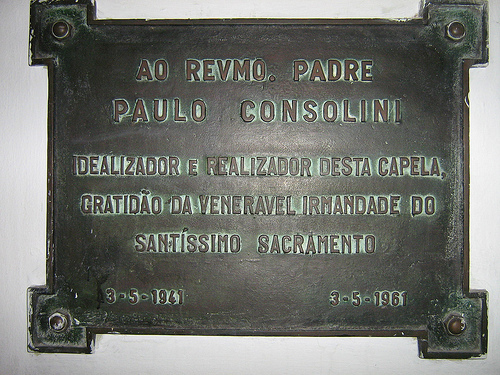 AO REVMO. PADRE
PAULO CONSOLINI
IDEALIZADOR E REALIZADOR DESTA CAPELA,
GRATIDÃO DA VENERAVEL IRMANDADE DO
SANTÍSSIMO SACRAMENTO
3-5-1941 3-5-1961